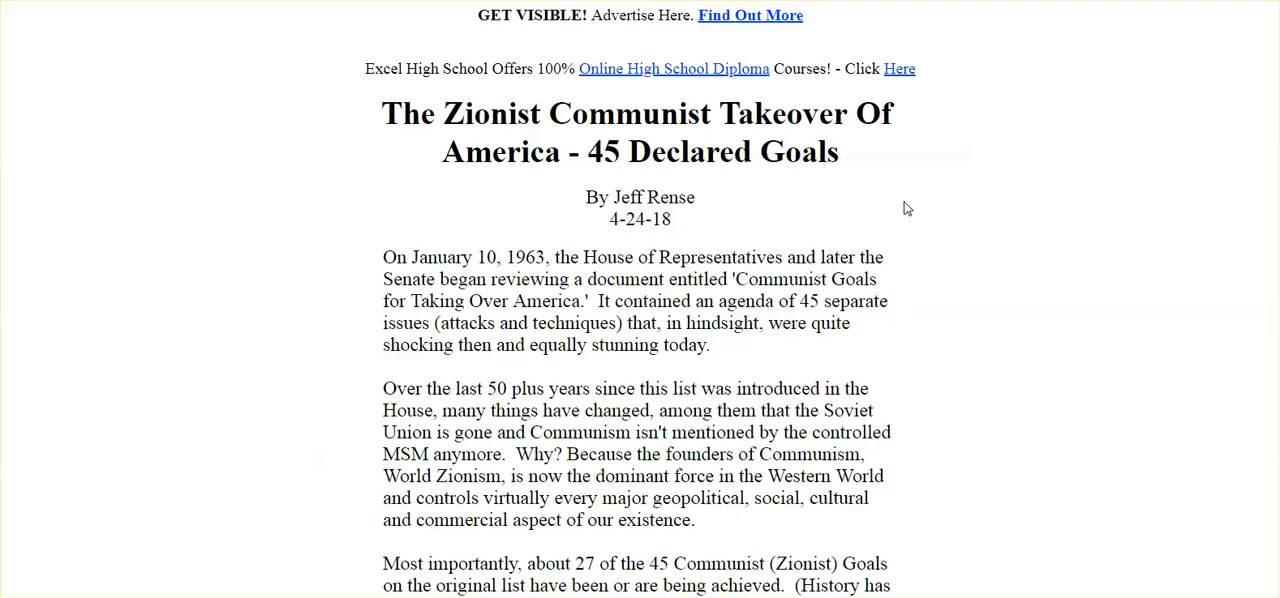 GET VISIBLE! Advertise Here. Find Out More
Excel High School Offers 100% Online High School Diploma Courses! - Click Here
The Zionist Communist Takeover Of
America - 45 Declared Goals
By Jeff Rense
4-24-18
On January 10, 1963, the House of Representatives and later the
Senate began reviewing a document entitled 'Communist Goals
for Taking Over America.'  It contained an agenda of 45 separate
issues (attacks and techniques) that, in hindsight, were quite
shocking then and equally stunning today.
Over the last 50 plus years since this list was introduced in the
House, many things have changed, among them that the Soviet
Union is gone and Communism isn't mentioned by the controlled
MSM anymore.  Why? Because the founders of Communism,
World Zionism, is now the dominant force in the Western World
and controls virtually every major geopolitical, social, cultural
and commercial aspect of our existence.
Most importantly, about 27 of the 45 Communist (Zionist) Goals
on the original list have been or are being achieved.  (History has